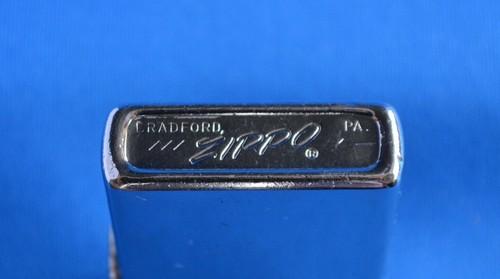 BRADFORD, PA.
/// ZIPPO ® / —